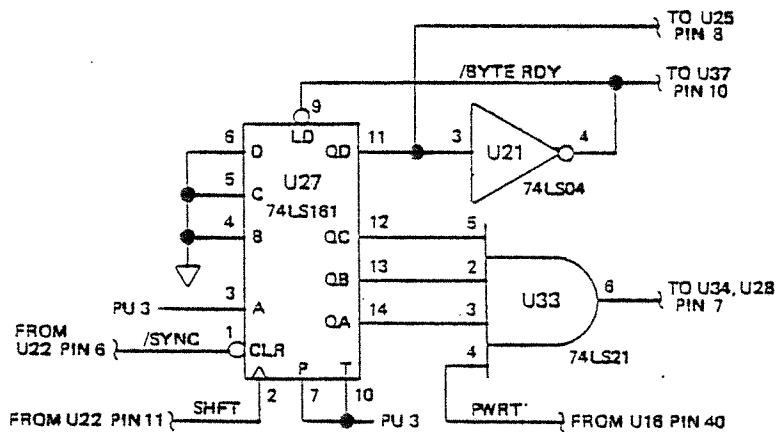 TO U25
PIN 8
/BYTE RDY
TO U37
PIN 10
9
LD
6
D
QD
11
3
U21
4
74LS04
5
C
U27
74LS161
4
B
QC
12
5
QB
13
2
U33
6
TO U34, U28
PIN 7
PU 3
3
A
QA
14
3
74LS21
FROM
U22 PIN 6
/SYNC
1
CLR
4
P
T
2
7
10
FROM U22 PIN 11
SHFT
PU 3
PWRT
FROM U16 PIN 40